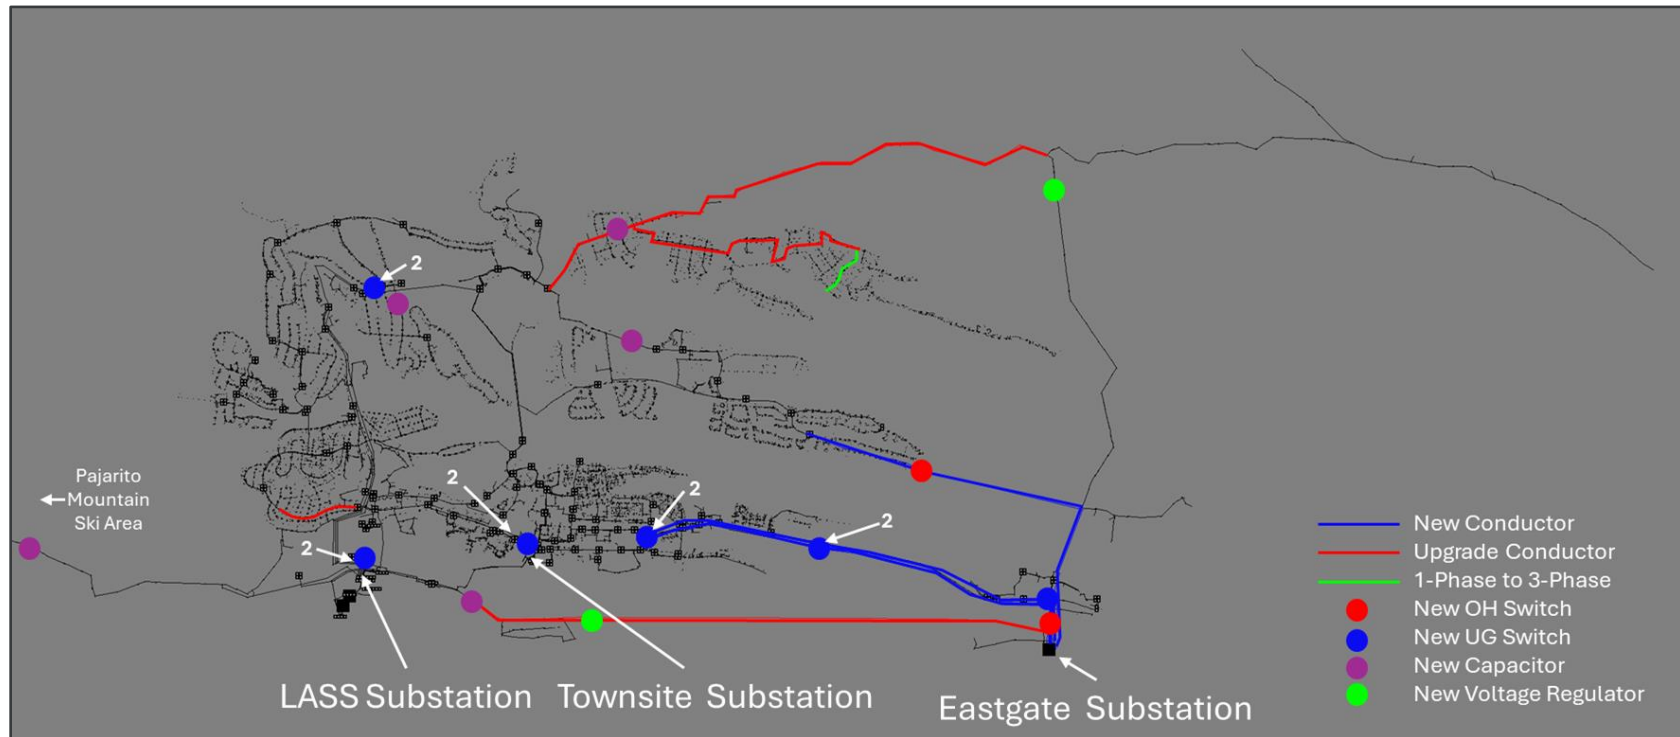 2
2
2
2
2
Pajarito
Mountain
Ski Area
LASS Substation
Townsite Substation
Eastgate Substation
New Conductor
Upgrade Conductor
1-Phase to 3-Phase
New OH Switch
New UG Switch
New Capacitor
New Voltage Regulator